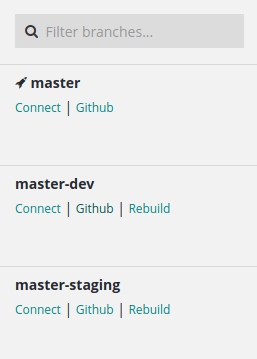 Filter branches...
master
Connect | Github
master-dev
Connect | Github | Rebuild
master-staging
Connect | Github | Rebuild